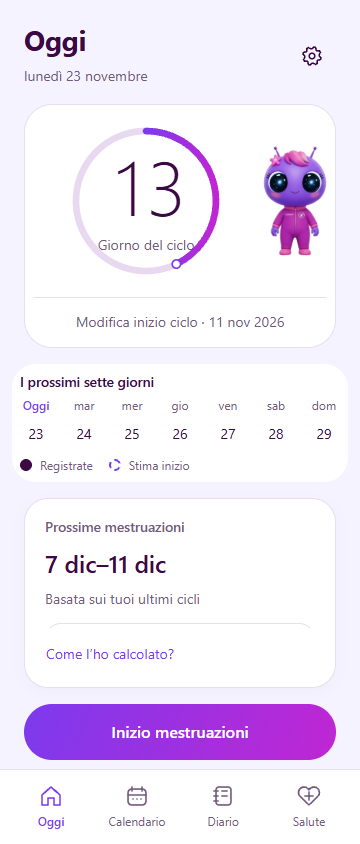 Oggi
lunedì 23 novembre
13
Giorno del ciclo
Modifica inizio ciclo · 11 nov 2026
I prossimi sette giorni
Oggi mar mer gio ven sab dom
23 24 25 26 27 28 29
Registrate Stima inizio
Prossime mestruazioni
7 dic–11 dic
Basata sui tuoi ultimi cicli
Come l'ho calcolato?
Inizio mestruazioni
Oggi Calendario Diario Salute